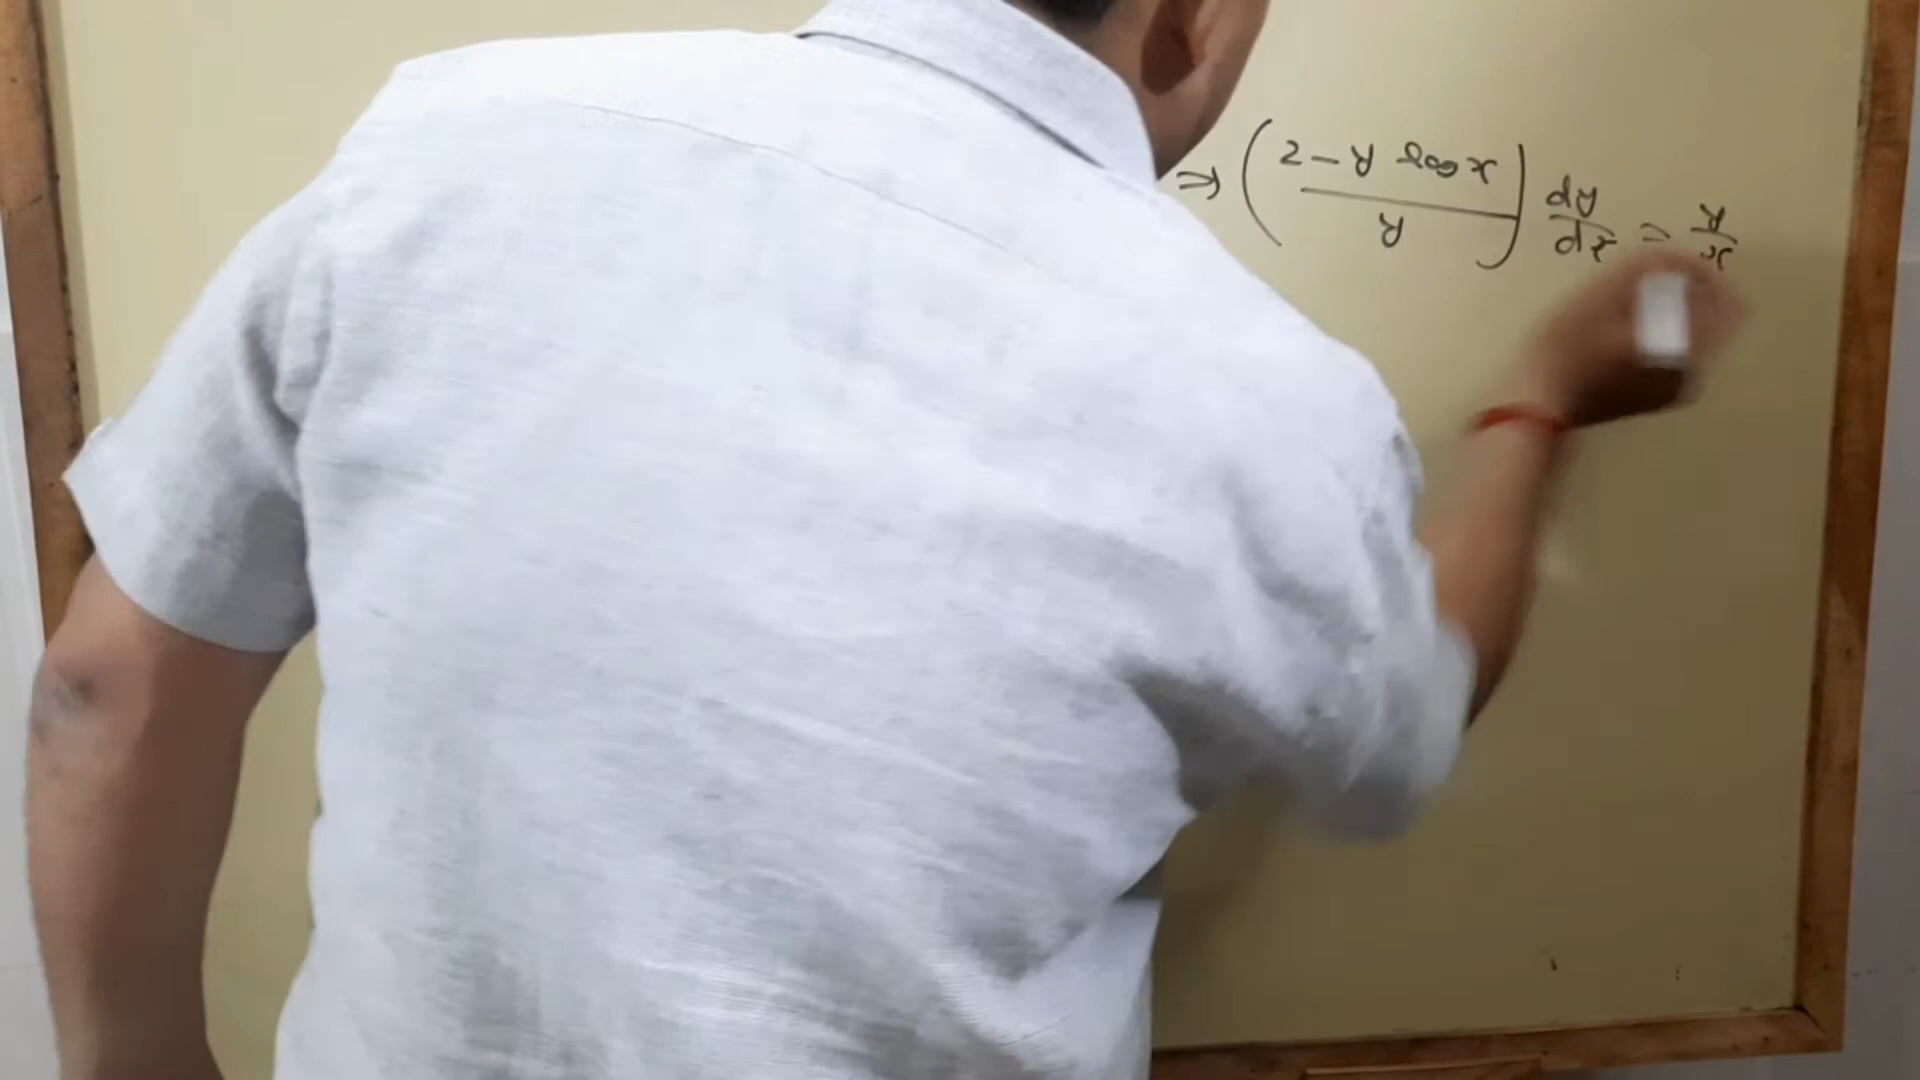 ⇒ ((2 - y log x) / y) dy/dx = y/x